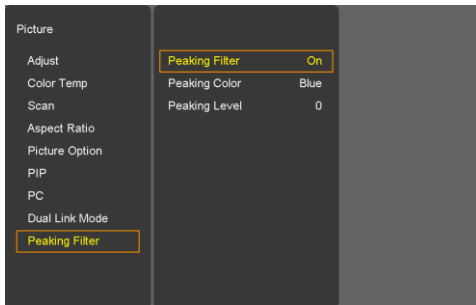 Picture
Adjust
Color Temp
Scan
Aspect Ratio
Picture Option
PIP
PC
Dual Link Mode
Peaking Filter
Peaking Filter On
Peaking Color Blue
Peaking Level 0